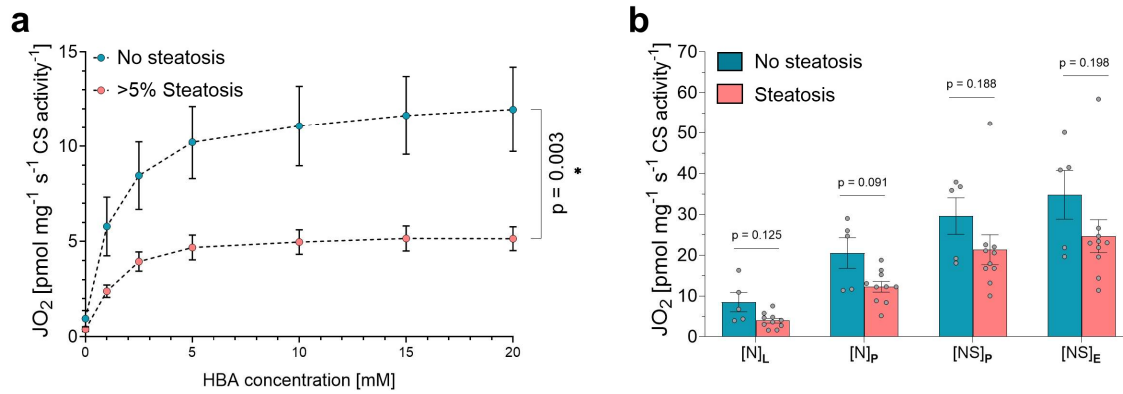 a
JO2 [pmol mg-1 s-1 CS activity-1]
15
10
5
0
No steatosis
>5% Steatosis
p = 0.003
*
0 5 10 15 20
HBA concentration [mM]
b
JO2 [pmol mg-1 s-1 CS activity-1]
70
60
50
40
30
20
10
0
No steatosis
Steatosis
p = 0.125
p = 0.091
p = 0.188
p = 0.198
[N]L [N]P [NS]P [NS]E